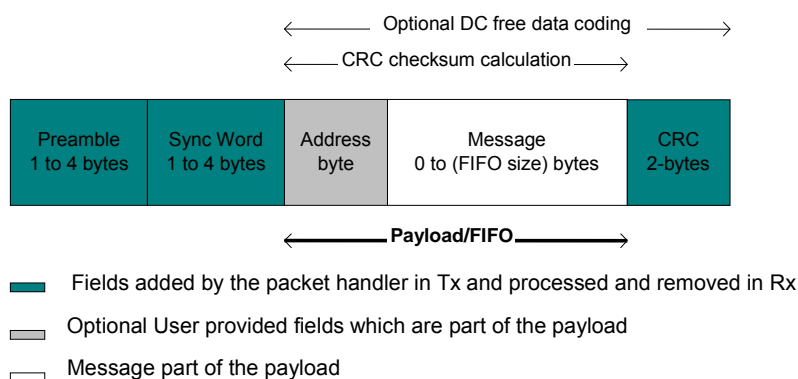 Optional DC free data coding
CRC checksum calculation
Preamble
1 to 4 bytes
Sync Word
1 to 4 bytes
Address
byte
Message
0 to (FIFO size) bytes
CRC
2-bytes
Payload/FIFO
Fields added by the packet handler in Tx and processed and removed in Rx
Optional User provided fields which are part of the payload
Message part of the payload